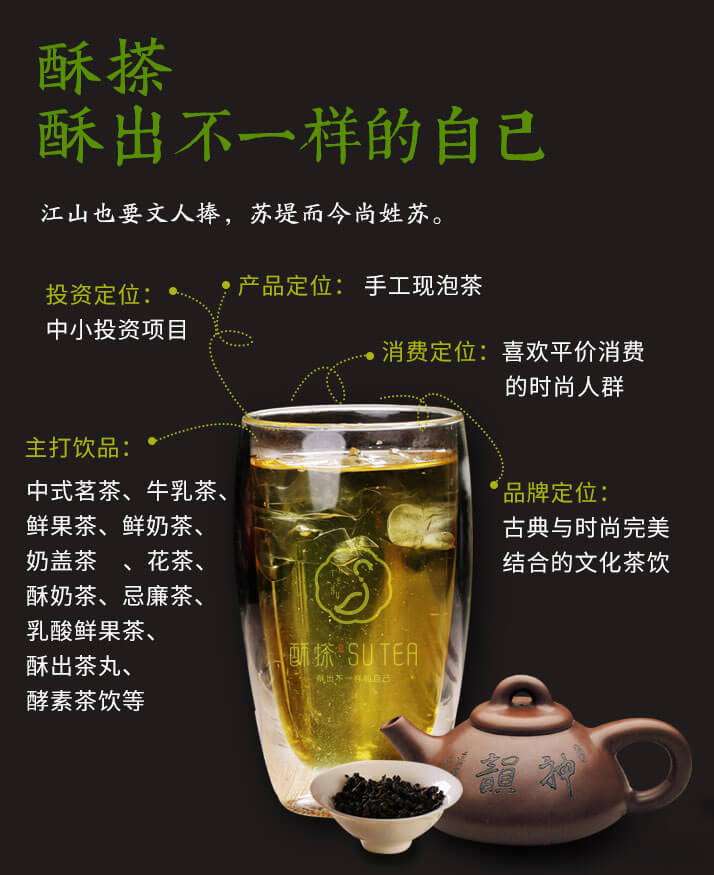 酥搽
酥出不一样的自己
江山也要文人捧，苏堤而今尚姓苏。
投资定位：
中小投资项目
产品定位： 手工现泡茶
消费定位：喜欢平价消费
的时尚人群
主打饮品：
中式茗茶、牛乳茶、
鲜果茶、鲜奶茶、
奶盖茶 、花茶、
酥奶茶、忌廉茶、
乳酸鲜果茶、
酥出茶丸、
酵素茶饮等
品牌定位：
古典与时尚完美
结合的文化茶饮
酥搽 SU TEA
酥出不一样的自己
韻神